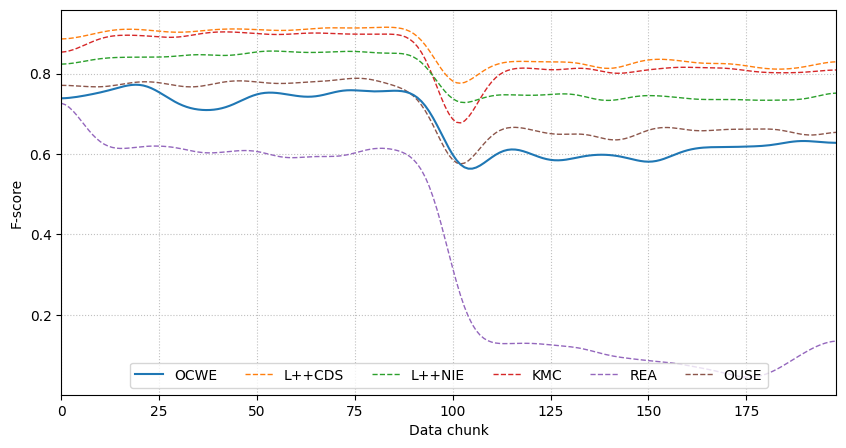 F-score
0.8
0.6
0.4
0.2
OCWE L++CDS L++NIE KMC REA OUSE
0 25 50 75 100 125 150 175
Data chunk